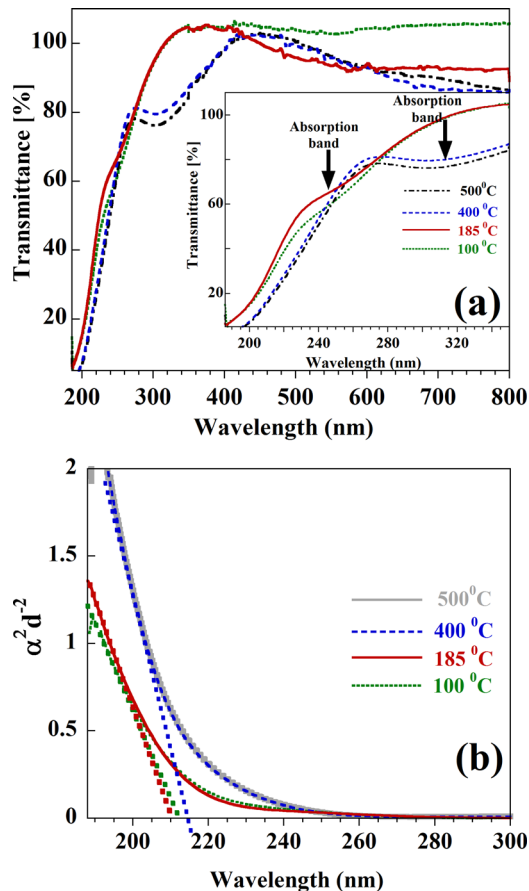 Transmittance [%]
100
80
60
40
20
200 300 400 500 600 700 800
Wavelength (nm)
Transmittance [%]
100
60
20
200 240 280 320
Wavelength (nm)
Absorption
band
Absorption
band
500⁰C
400 ⁰C
185 ⁰C
100 ⁰C
(a)
α²d⁻²
2
1.5
1
0.5
0
200 220 240 260 280 300
Wavelength (nm)
500⁰C
400 ⁰C
185 ⁰C
100 ⁰C
(b)